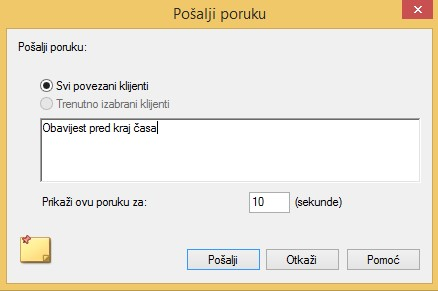 Pošalji poruku
Pošalji poruku:
Svi povezani klijenti
Trenutno izabrani klijenti
Obavijest pred kraj časa
Prikaži ovu poruku za: 10 (sekunde)
Pošalji Otkaži Pomoć